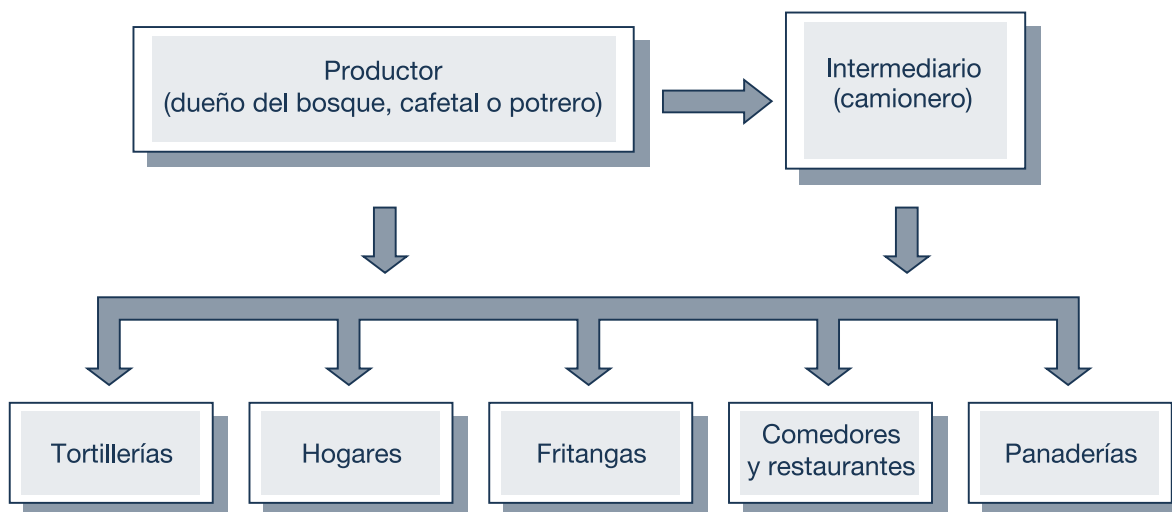 Productor
(dueño del bosque, cafetal o potrero)
Intermediario
(camionero)
Tortillerías
Hogares
Fritangas
Comedores
y restaurantes
Panaderías